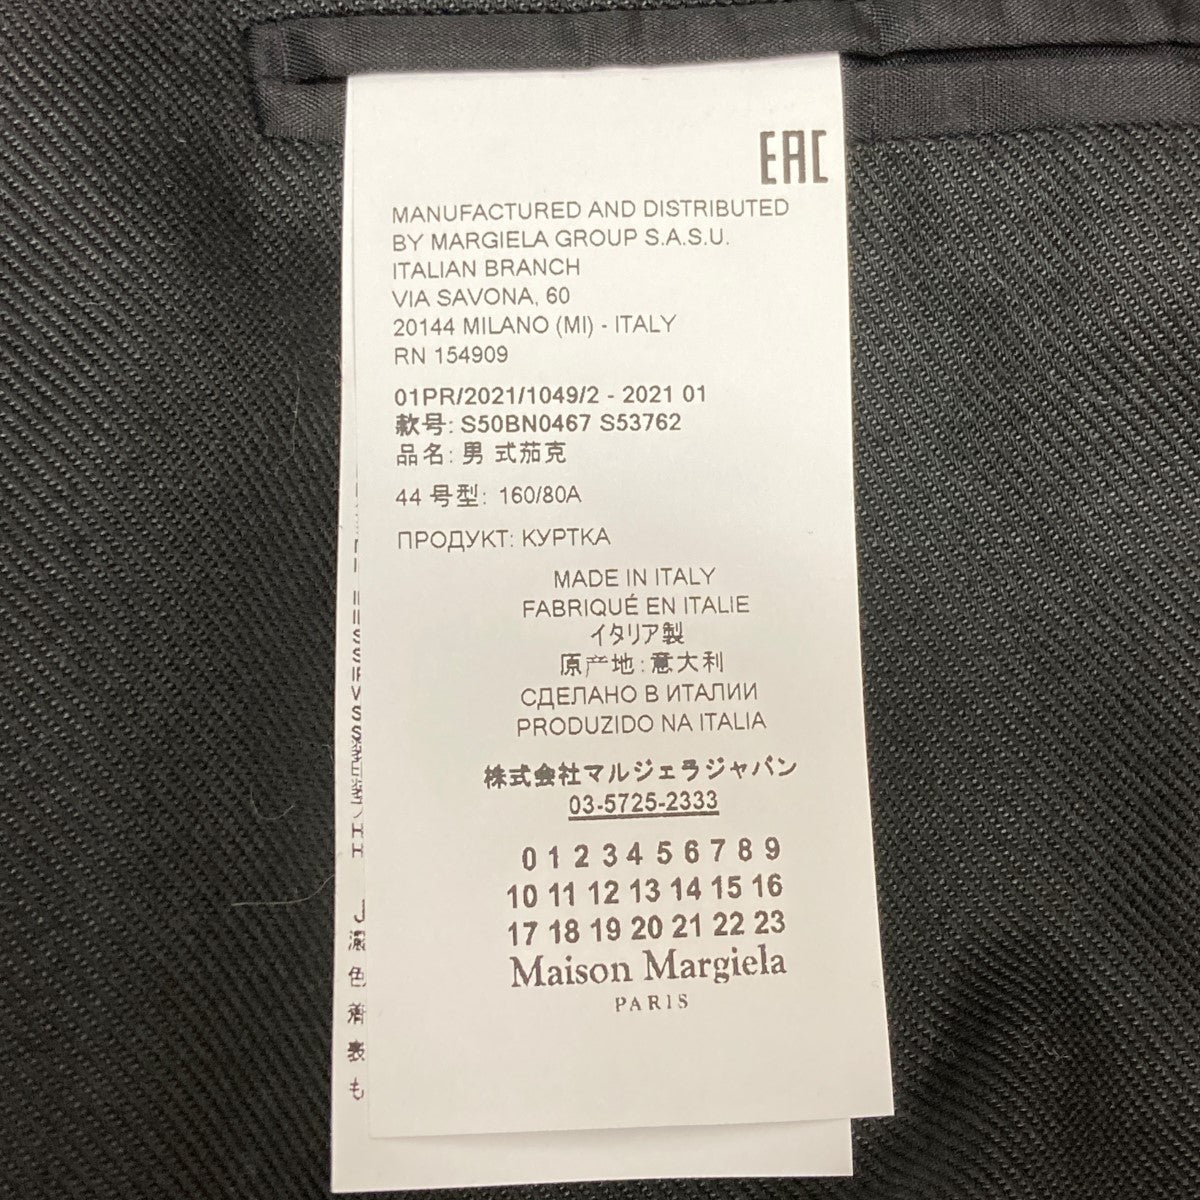 EAC
MANUFACTURED AND DISTRIBUTED
BY MARGIELA GROUP S.A.S.U.
ITALIAN BRANCH
VIA SAVONA, 60
20144 MILANO (MI) - ITALY
RN 154909
01PR/2021/1049/2 - 2021 01
款号: S50BN0467 S53762
品名: 男 式茄克
44 号型: 160/80A
ПРОДУКТ: КУРТКА
MADE IN ITALY
FABRIQUÉ EN ITALIE
イタリア製
原产地: 意大利
СДЕЛАНО В ИТАЛИИ
PRODUZIDO NA ITALIA
株式会社マルジェラジャパン
03-5725-2333
0 1 2 3 4 5 6 7 8 9
10 11 12 13 14 15 16
17 18 19 20 21 22 23
Maison Margiela
PARIS